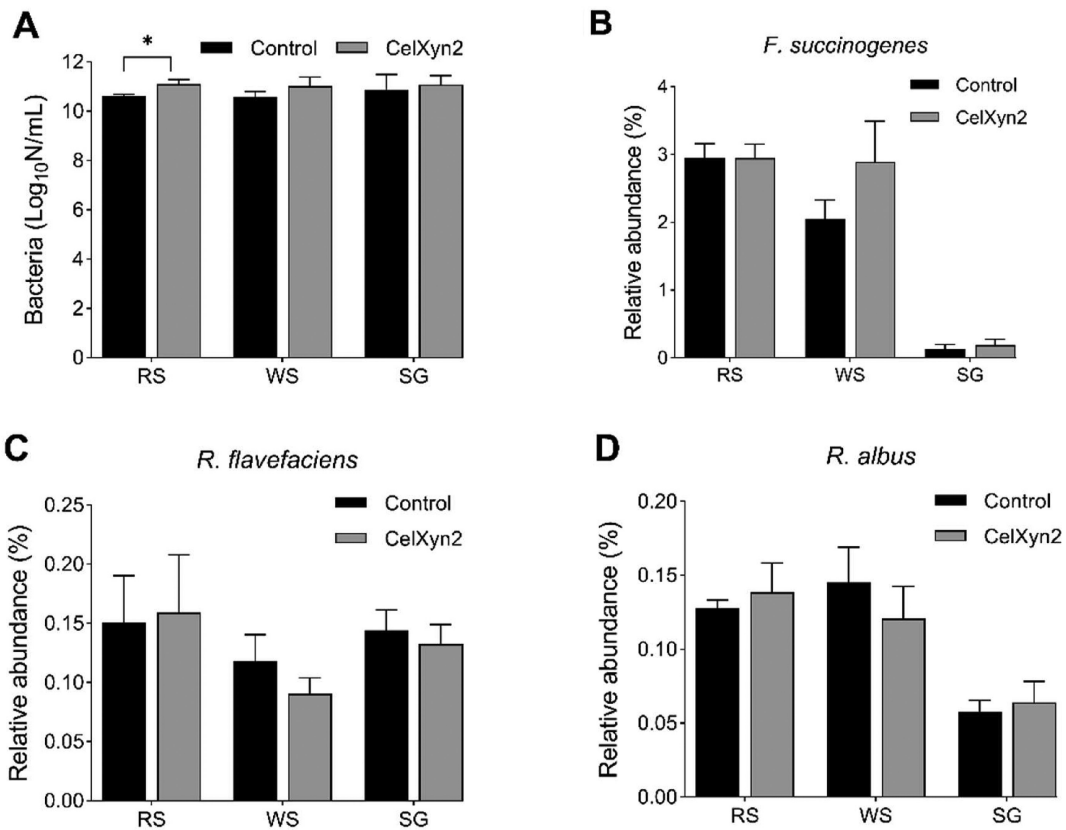 A
*
Control
CelXyn2
Bacteria (Log10N/mL)
12
10
8
6
4
2
0
RS
WS
SG
B
F. succinogenes
Control
CelXyn2
Relative abundance (%)
4
3
2
1
0
RS
WS
SG
C
R. flavefaciens
Control
CelXyn2
Relative abundance (%)
0.25
0.20
0.15
0.10
0.05
0.00
RS
WS
SG
D
R. albus
Control
CelXyn2
Relative abundance (%)
0.20
0.15
0.10
0.05
0.00
RS
WS
SG